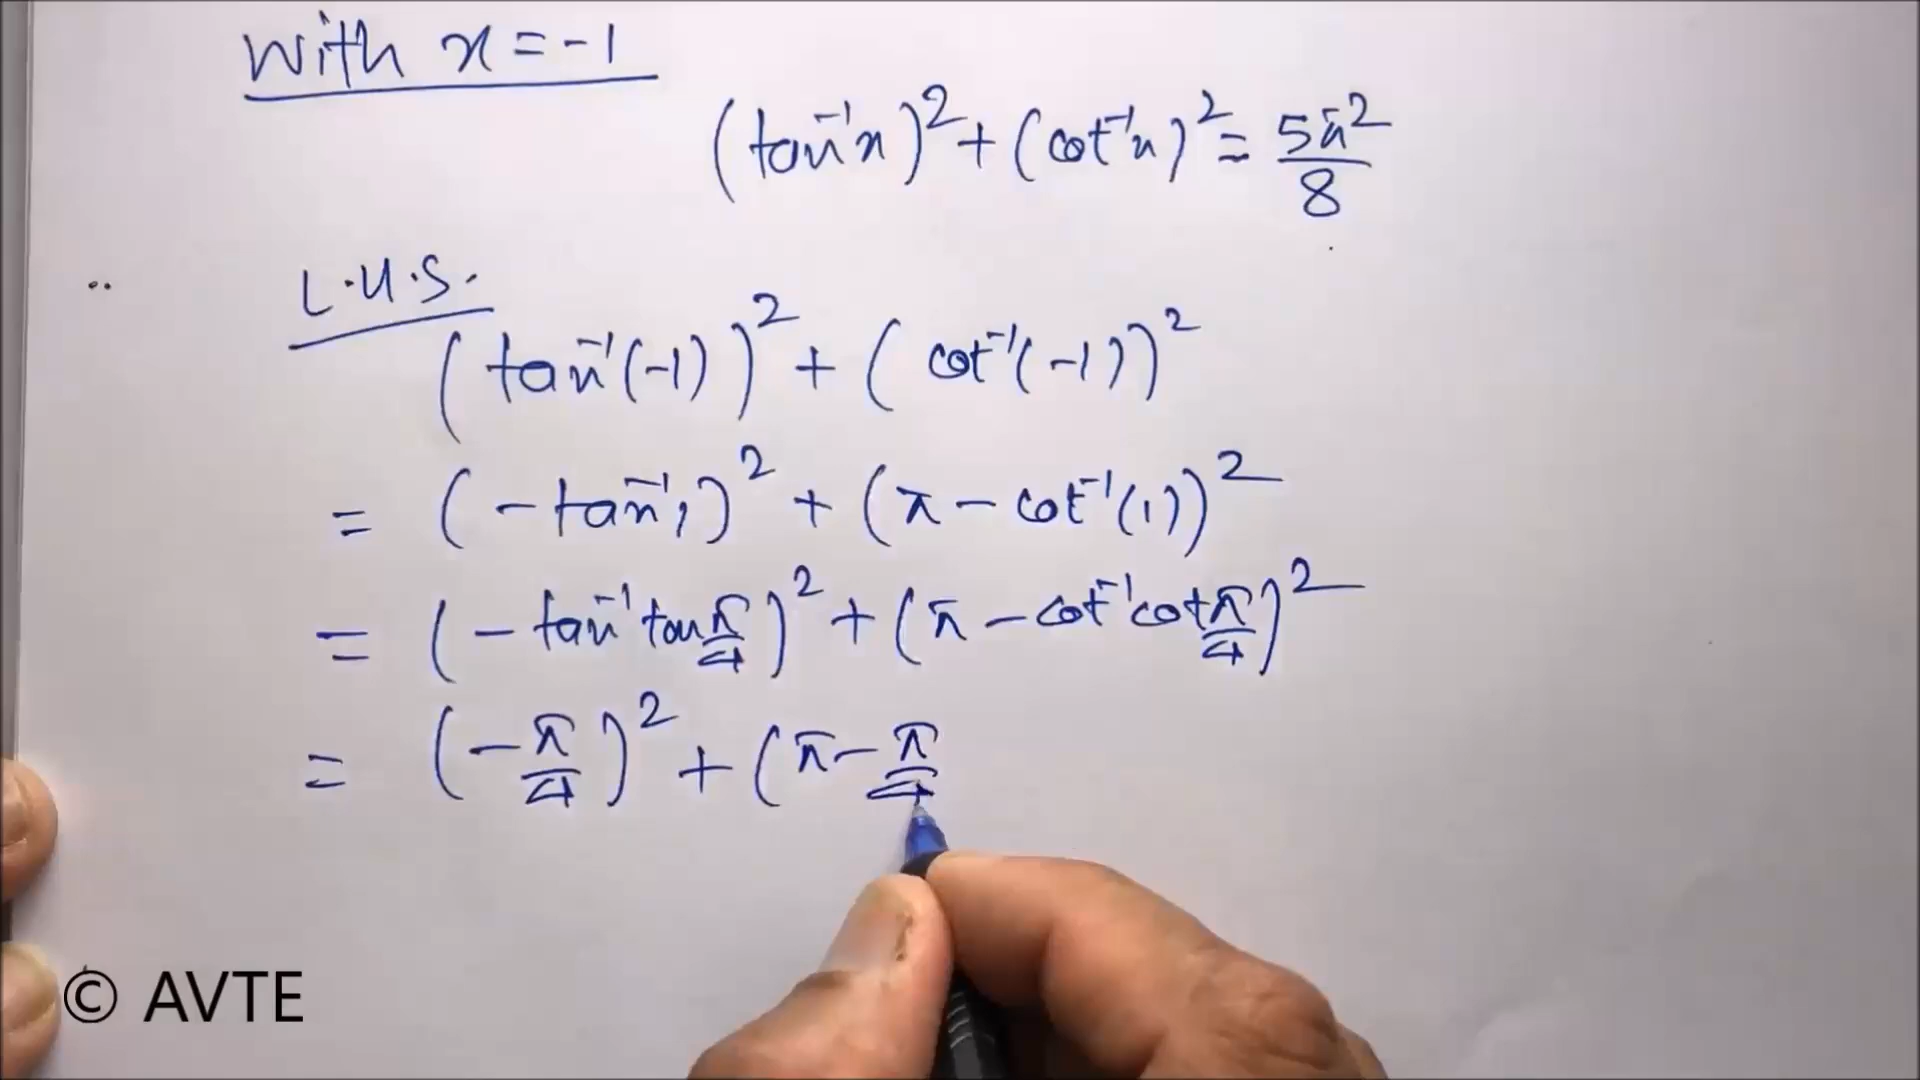 With x = -1
(tan⁻¹x)² + (cot⁻¹x)² = 5π²/8
L.H.S.
(tan⁻¹(-1))² + (cot⁻¹(-1))²
= (-tan⁻¹1)² + (π - cot⁻¹(1))²
= (-tan⁻¹tan π/4)² + (π - cot⁻¹cot π/4)²
= (-π/4)² + (π - π/4
© AVTE